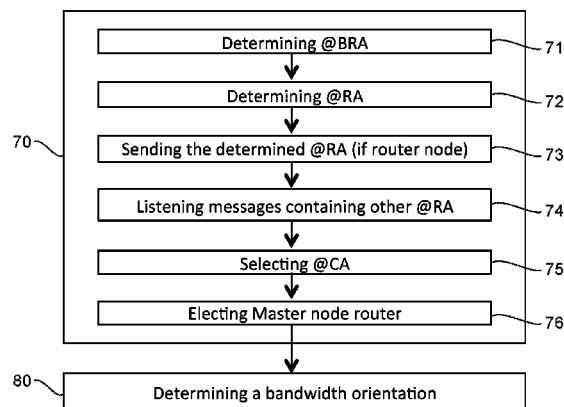 Determining @BRA
71
Determining @RA
72
70
Sending the determined @RA (if router node)
73
Listening messages containing other @RA
74
Selecting @CA
75
Electing Master node router
76
80
Determining a bandwidth orientation